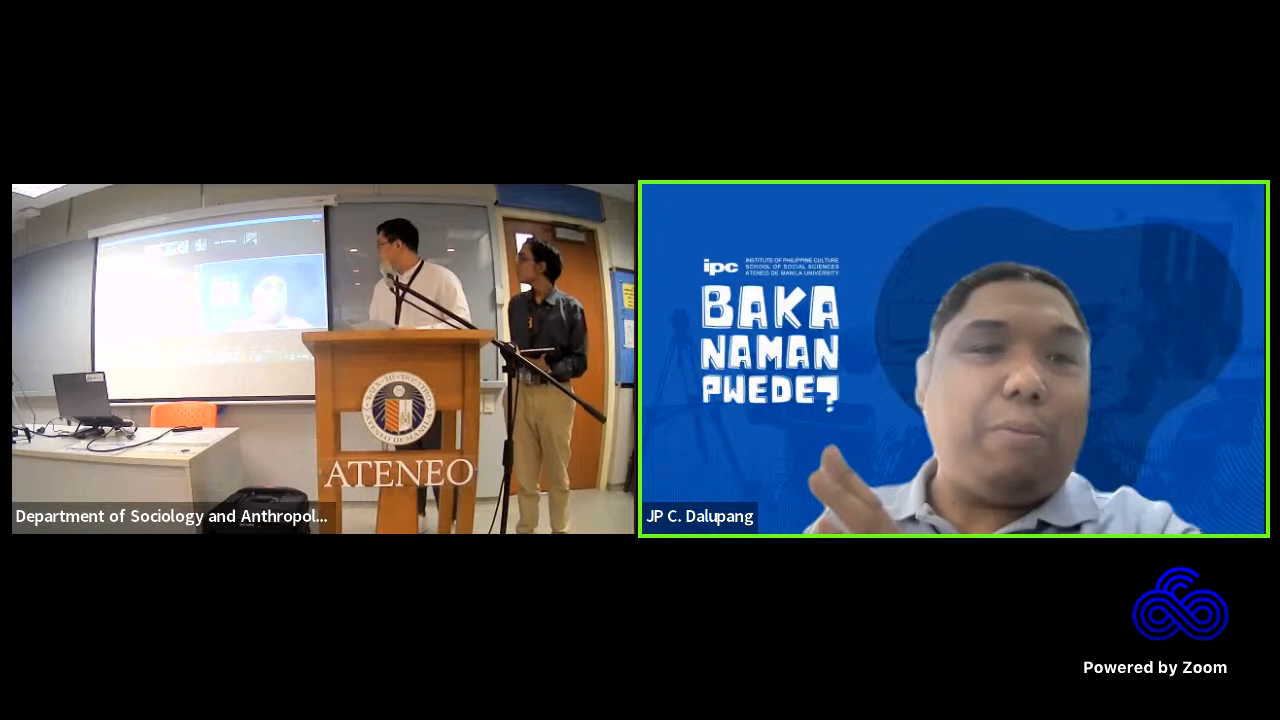 ATENEO
Department of Sociology and Anthropol...
ipc
INSTITUTE OF PHILIPPINE CULTURE
SCHOOL OF SOCIAL SCIENCES
ATENEO DE MANILA UNIVERSITY
BAKA
NAMAN
PWEDE?
JP C. Dalupang
Powered by Zoom